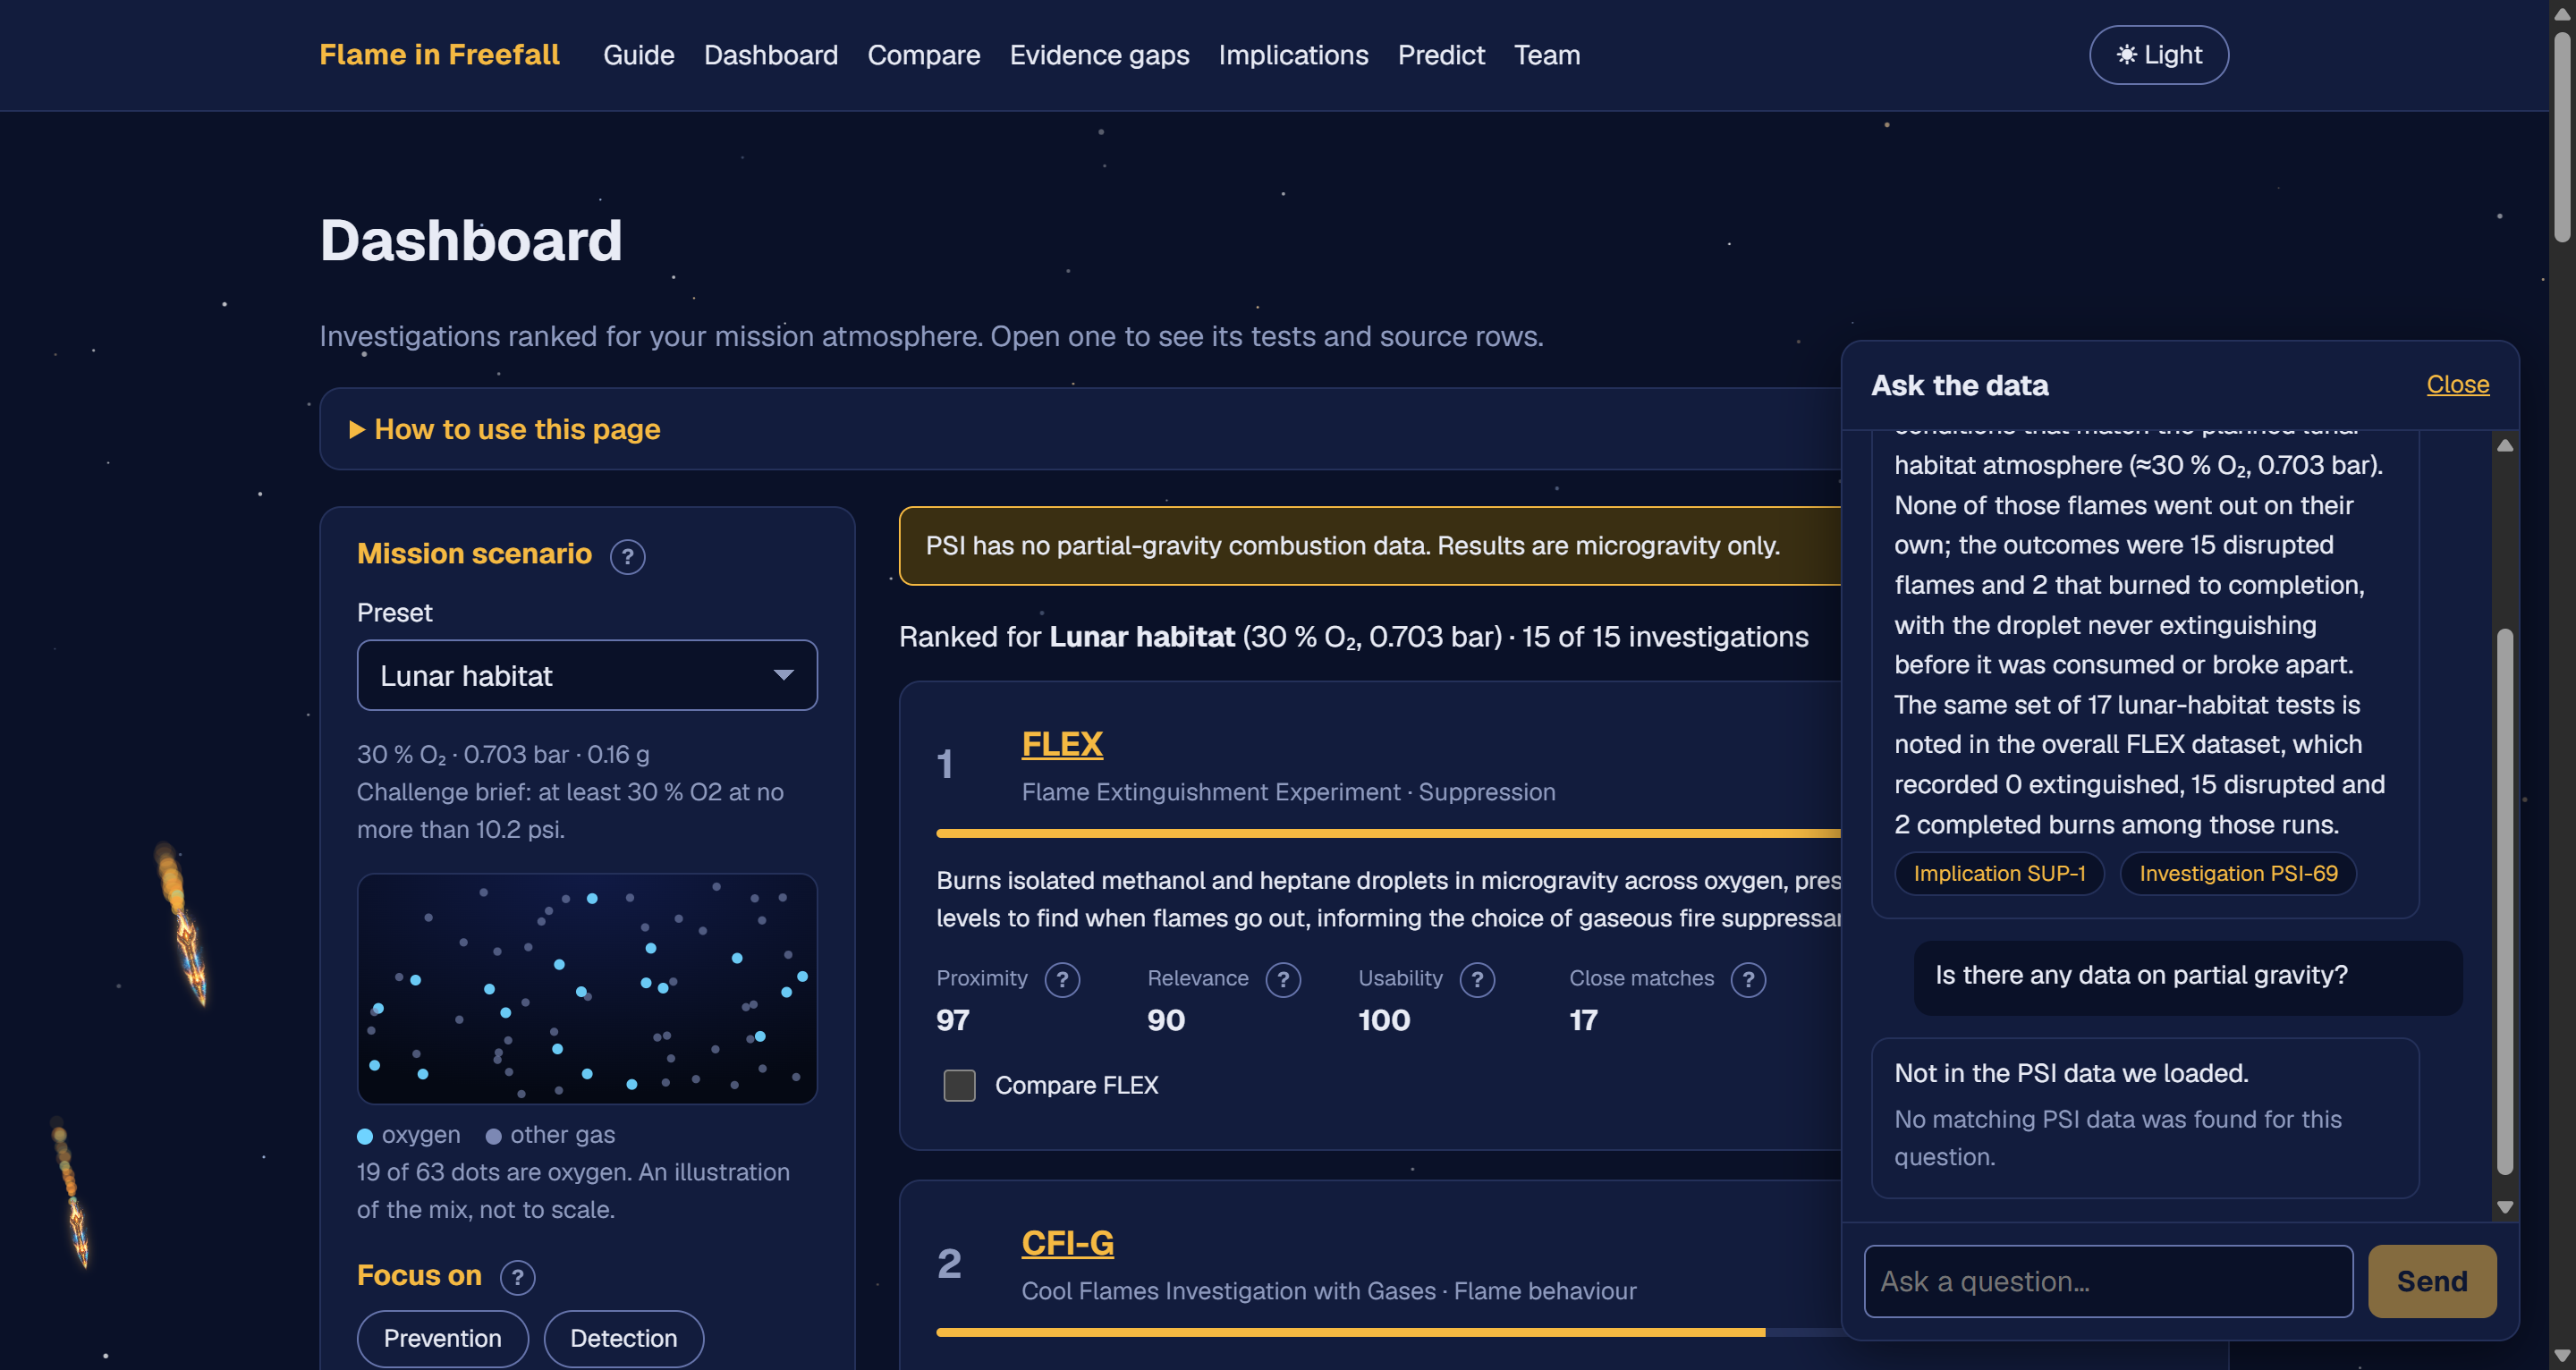 Flame in Freefall
Guide
Dashboard
Compare
Evidence gaps
Implications
Predict
Team
☀ Light
Dashboard
Investigations ranked for your mission atmosphere. Open one to see its tests and source rows.
▶ How to use this page
Mission scenario ?
Preset
Lunar habitat
30 % O₂ · 0.703 bar · 0.16 g
Challenge brief: at least 30 % O2 at no
more than 10.2 psi.
oxygen other gas
19 of 63 dots are oxygen. An illustration
of the mix, not to scale.
Focus on ?
Prevention
Detection
PSI has no partial-gravity combustion data. Results are microgravity only.
Ranked for Lunar habitat (30 % O₂, 0.703 bar) · 15 of 15 investigations
1
FLEX
Flame Extinguishment Experiment · Suppression
Burns isolated methanol and heptane droplets in microgravity across oxygen,
levels to find when flames go out, informing the choice of gaseous fire
Proximity ?
97
Relevance ?
90
Usability ?
100
Close matches ?
17
Compare FLEX
2
CFI-G
Cool Flames Investigation with Gases · Flame behaviour
Ask the data
Close
conditions that match the planned lunar
habitat atmosphere (≈30 % O₂, 0.703 bar).
None of those flames went out on their
own; the outcomes were 15 disrupted
flames and 2 that burned to completion,
with the droplet never extinguishing
before it was consumed or broke apart.
The same set of 17 lunar-habitat tests is
noted in the overall FLEX dataset, which
recorded 0 extinguished, 15 disrupted and
2 completed burns among those runs.
Implication SUP-1
Investigation PSI-69
Is there any data on partial gravity?
Not in the PSI data we loaded.
No matching PSI data was found for this
question.
Ask a question…
Send